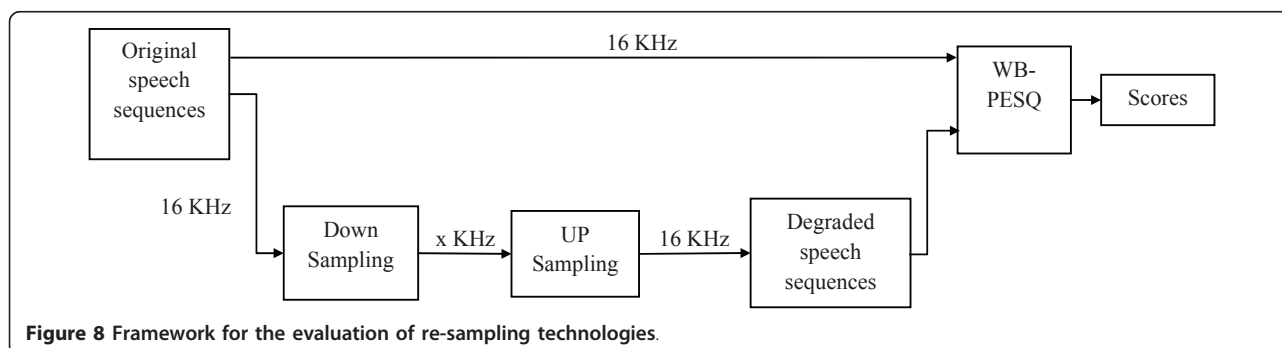 Original
speech
sequences
16 KHz
WB-
PESQ
Scores
16 KHz
Down
Sampling
x KHz
UP
Sampling
16 KHz
Degraded
speech
sequences
Figure 8 Framework for the evaluation of re-sampling technologies.